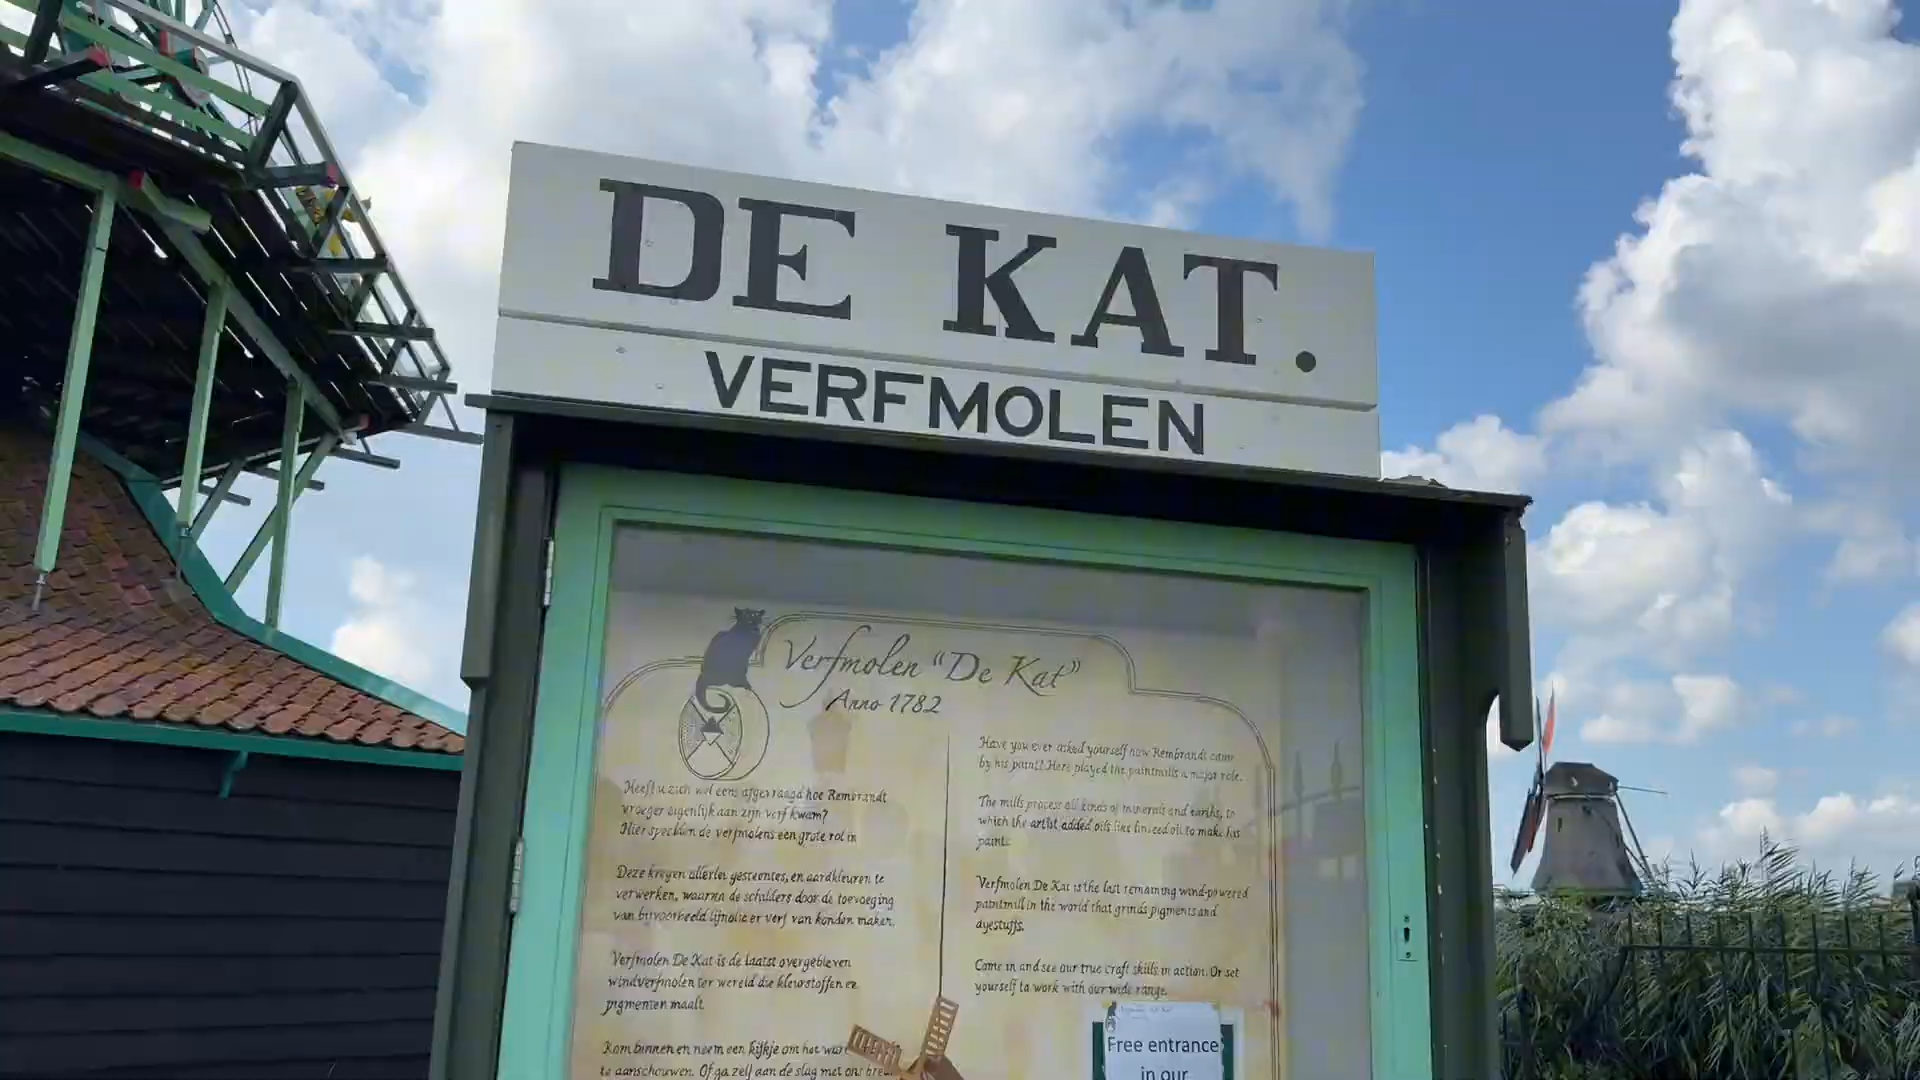 DE KAT.
VERFMOLEN
Verfmolen "De Kat"
Anno 1782
Heeft u zich wel eens afgevraagd hoe Rembrandt
vroeger eigenlijk aan zijn verf kwam?
Hier speelden de verfmolens een grote rol in
Deze kregen allerlei gesteentes, en aardkleuren te
verwerken, waarna de schilders door de toevoeging
van bijvoorbeeld lijnolie er verf van konden maken.
Verfmolen De Kat is de laatst overgebleven
windverfmolen ter wereld die kleurstoffen en
pigmenten maalt.
Kom binnen en neem een kijkje om het
te aanschouwen. Of ga zelf aan de slag met ons
Have you ever asked yourself how Rembrandt came
by his paint? Here played the paintmills a major role.
The mills process all kinds of minerals and earths, to
which the artist added oils like linseed oil to make his
paint.
Verfmolen De Kat is the last remaining wind-powered
paintmill in the world that grinds pigments and
dyestuffs.
Come in and see our true craft skills in action. Or set
yourself to work with our wide range.
Free entrance
in our